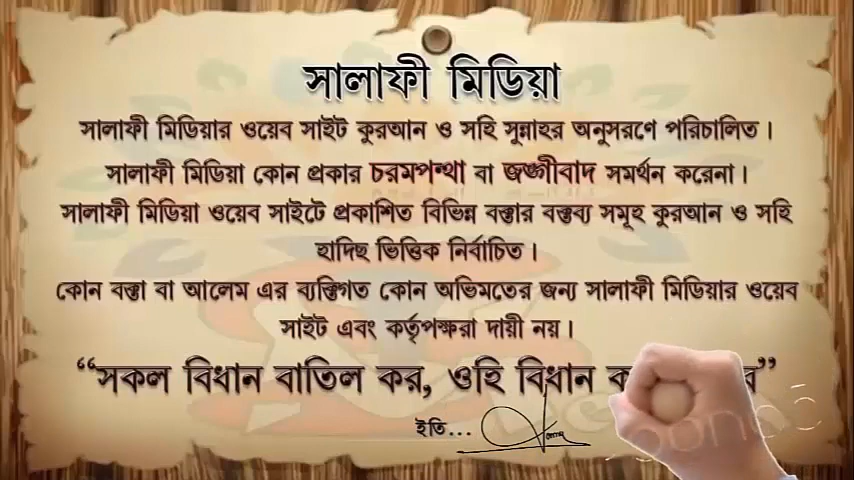 সালাফী মিডিয়া
সালাফী মিডিয়ার ওয়েব সাইট কুরআন ও সহি সুন্নাহর অনুসরণে পরিচালিত।
সালাফী মিডিয়া কোন প্রকার চরমপন্থা বা জঙ্গীবাদ সমর্থন করেনা।
সালাফী মিডিয়া ওয়েব সাইটে প্রকাশিত বিভিন্ন বক্তার বক্তব্য সমূহ কুরআন ও সহি
হাদিছ ভিত্তিক নির্বাচিত।
কোন বক্তা বা আলেম এর ব্যক্তিগত কোন অভিমতের জন্য সালাফী মিডিয়ার ওয়েব
সাইট এবং কর্তৃপক্ষরা দায়ী নয়।
“সকল বিধান বাতিল কর, ওহি বিধান
ইতি...